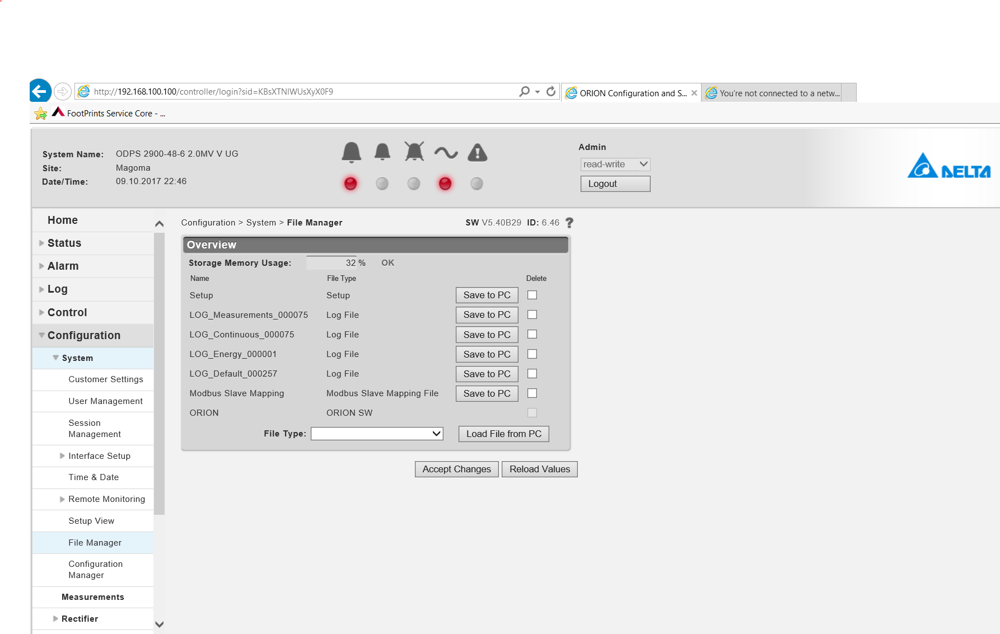 http://192.168.100.100/controller/login?sid=KBsXTNIWUsXyX0F9
ORION Configuration and S...
You're not connected to a netw...
FootPrints Service Core - ...
System Name: ODPS 2900-48-6 2.0MV V UG
Site: Magoma
Date/Time: 09.10.2017 22:46
Admin
read-write
Logout
DELTA
Home
Status
Alarm
Log
Control
Configuration
System
Customer Settings
User Management
Session
Management
Interface Setup
Time & Date
Remote Monitoring
Setup View
File Manager
Configuration
Manager
Measurements
Rectifier
Configuration > System > File Manager
SW V5.40B29 ID: 6.46 ?
Overview
Storage Memory Usage: 32 % OK
Name File Type Delete
Setup Setup Save to PC
LOG_Measurements_000075 Log File Save to PC
LOG_Continuous_000075 Log File Save to PC
LOG_Energy_000001 Log File Save to PC
LOG_Default_000257 Log File Save to PC
Modbus Slave Mapping Modbus Slave Mapping File Save to PC
ORION ORION SW
File Type: Load File from PC
Accept Changes Reload Values